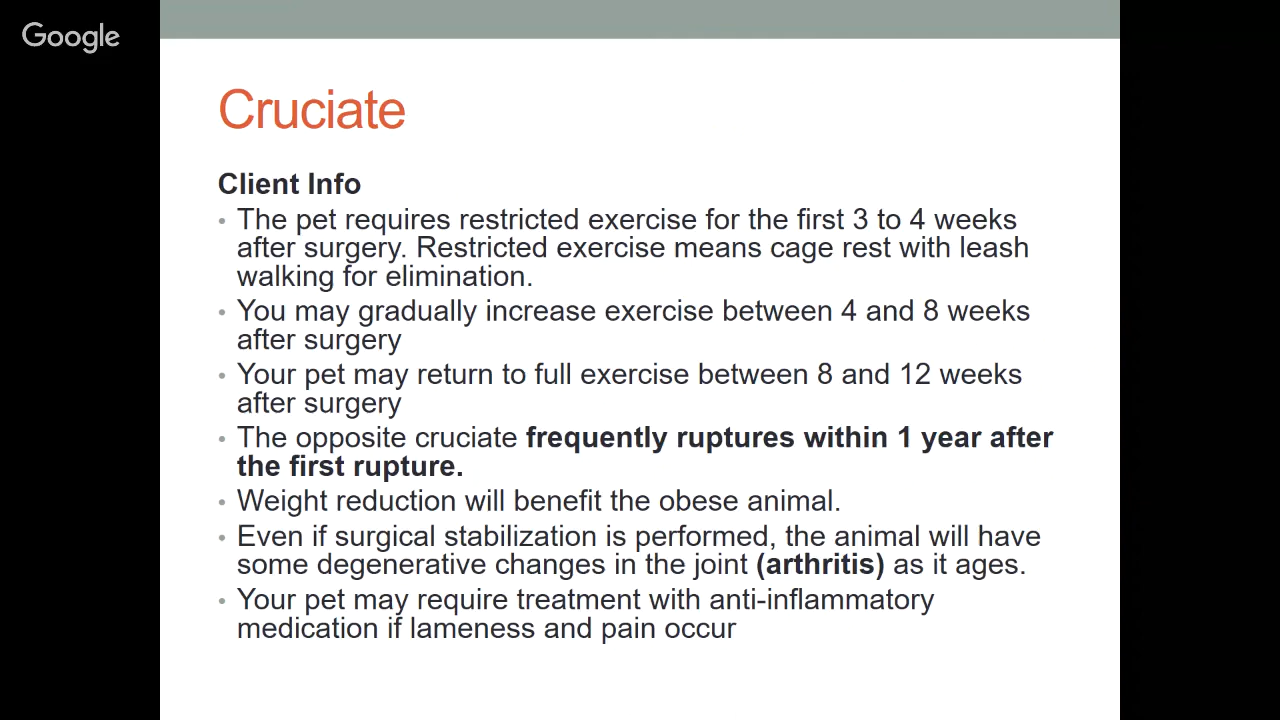 Google
Cruciate
Client Info
• The pet requires restricted exercise for the first 3 to 4 weeks
after surgery. Restricted exercise means cage rest with leash
walking for elimination.
• You may gradually increase exercise between 4 and 8 weeks
after surgery
• Your pet may return to full exercise between 8 and 12 weeks
after surgery
• The opposite cruciate frequently ruptures within 1 year after
the first rupture.
• Weight reduction will benefit the obese animal.
• Even if surgical stabilization is performed, the animal will have
some degenerative changes in the joint (arthritis) as it ages.
• Your pet may require treatment with anti-inflammatory
medication if lameness and pain occur